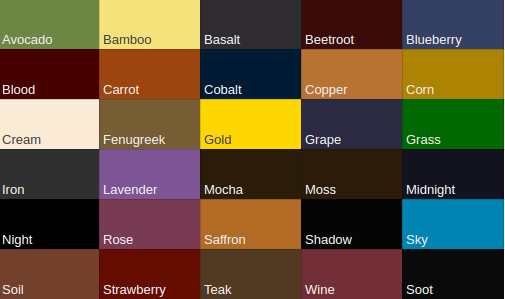 Avocado Bamboo Basalt Beetroot Blueberry
Blood Carrot Cobalt Copper Corn
Cream Fenugreek Gold Grape Grass
Iron Lavender Mocha Moss Midnight
Night Rose Saffron Shadow Sky
Soil Strawberry Teak Wine Soot